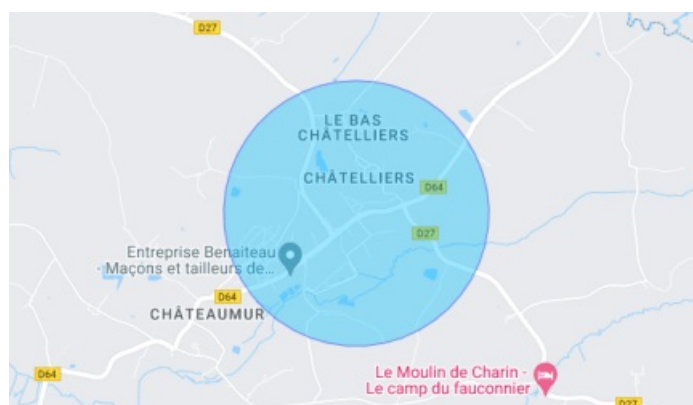 D27
LE BAS
CHÂTELLIERS
CHÂTELLIERS
D64
D27
Entreprise Benaiteau
- Maçons et tailleurs de...
D64
CHÂTEAUMUR
D64
Le Moulin de Charin -
Le camp du fauconnier
D27